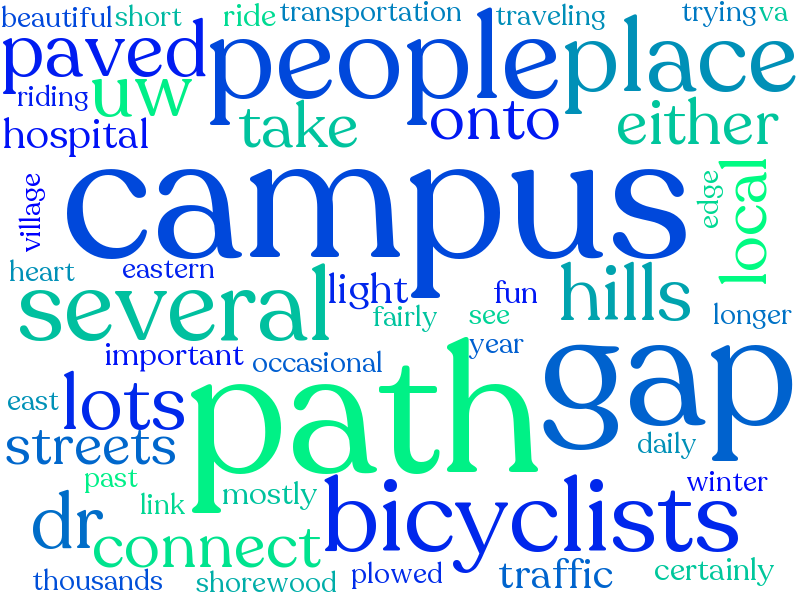 beautiful short ride transportation traveling trying va
paved people place
riding uw take onto either
hospital
village campus edge local
heart eastern light fun hills
several fairly see longer
important occasional year gap
east lots path daily
streets
past link mostly bicyclists winter
dr connect
thousands shorewood plowed traffic certainly